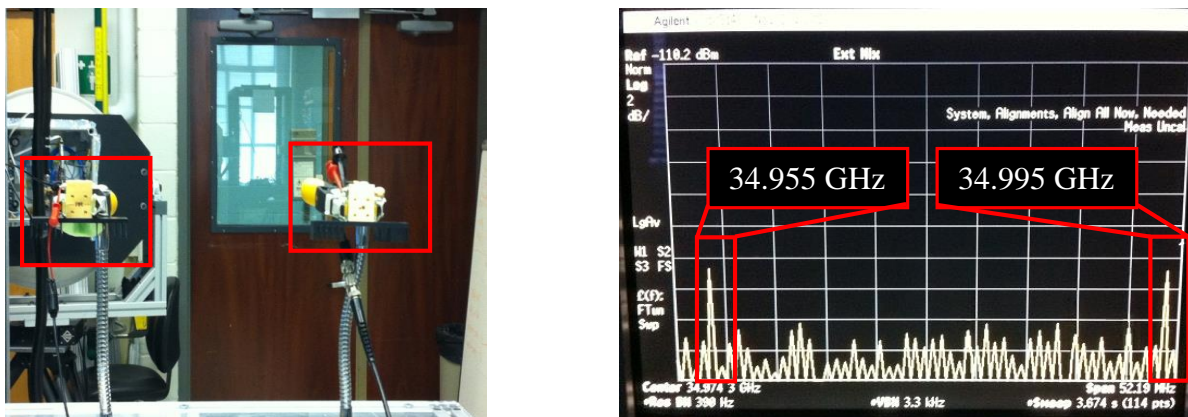 Agilent
Ref -110.2 dBm
Ext Mix
Norm
Log
2
dB/
System, Alignments, Align All Now, Needed
Meas Uncal
34.955 GHz
34.995 GHz
LgAv
W1 S2
S3 FS
£(f):
FTun
Swp
Center 34.974 3 GHz
Span 52.19 MHz
•Res BW 390 Hz
•VBW 3.3 kHz
•Sweep 3.674 s (114 pts)